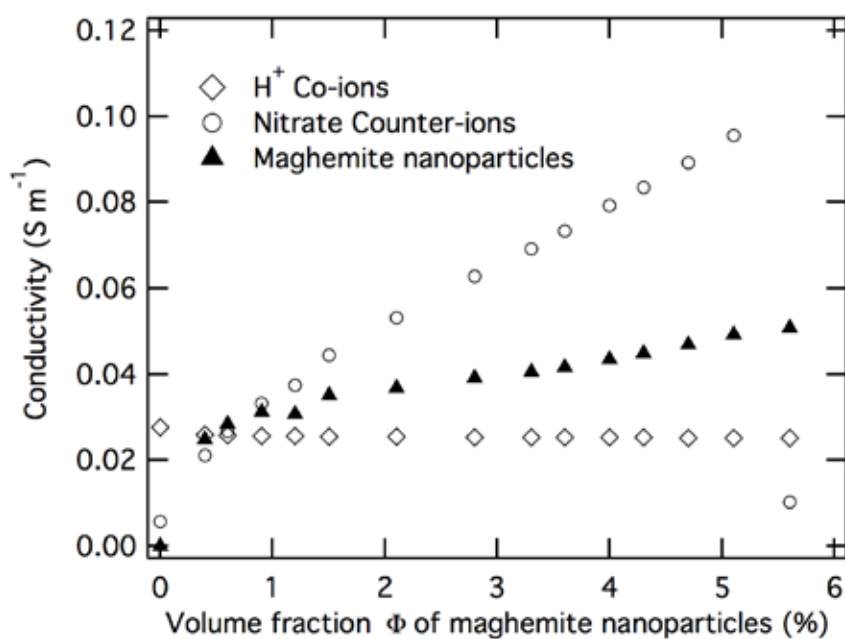 0.12
0.10
0.08
0.06
0.04
0.02
0.00
Conductivity (S m⁻¹)
H⁺ Co-ions
Nitrate Counter-ions
Maghemite nanoparticles
0 1 2 3 4 5 6
Volume fraction Φ of maghemite nanoparticles (%)